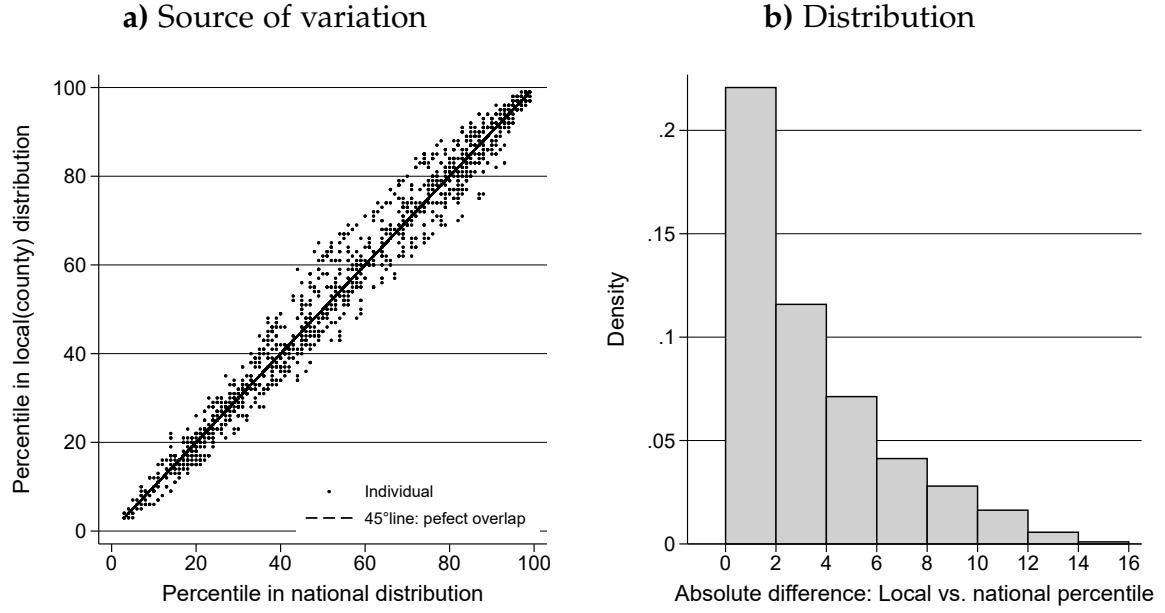 a) Source of variation
100
80
60
40
20
0
Percentile in local(county) distribution
Individual
45°line: pefect overlap
0 20 40 60 80 100
Percentile in national distribution
b) Distribution
.2
.15
.1
.05
0
Density
0 2 4 6 8 10 12 14 16
Absolute difference: Local vs. national percentile